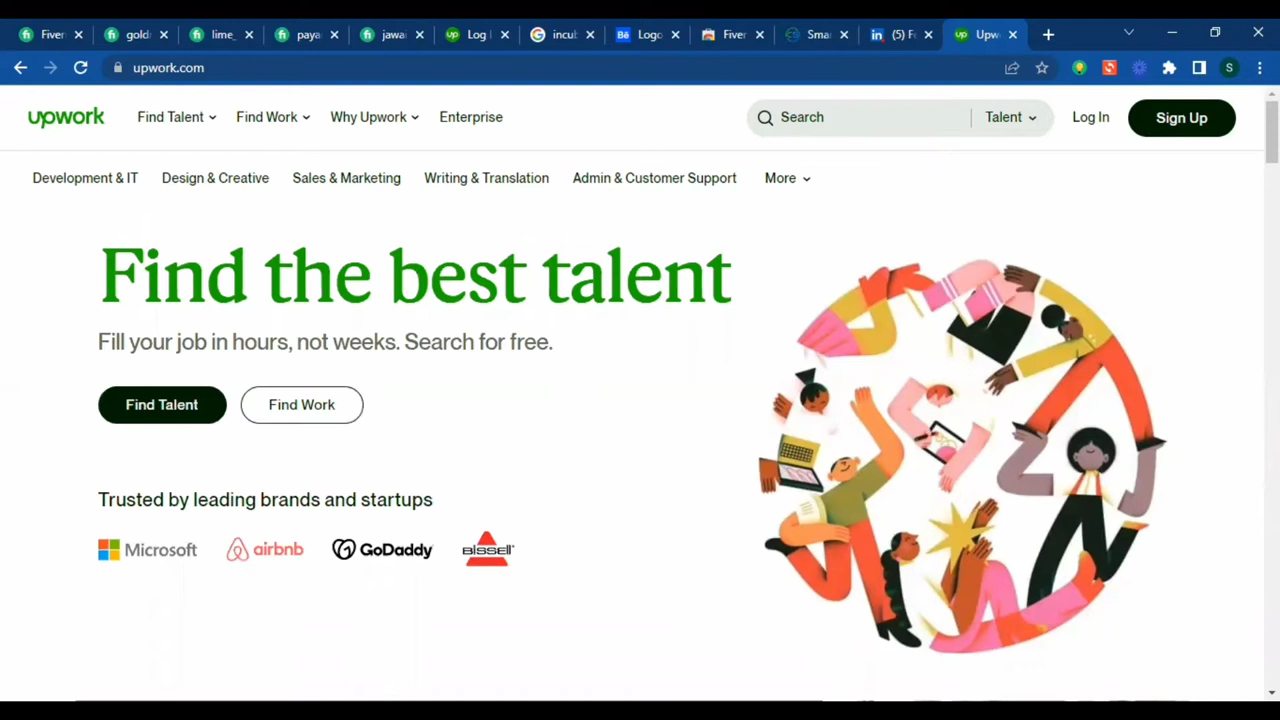 Fiver
gold
lime_
paya
jawai
Log I
incub
Logo
Fiver
Smar
(5) F
Upw
upwork.com
S
upwork
Find Talent
Find Work
Why Upwork
Enterprise
Search
Talent
Log In
Sign Up
Development & IT
Design & Creative
Sales & Marketing
Writing & Translation
Admin & Customer Support
More
Find the best talent
Fill your job in hours, not weeks. Search for free.
Find Talent
Find Work
Trusted by leading brands and startups
Microsoft
airbnb
GoDaddy
BISSELL